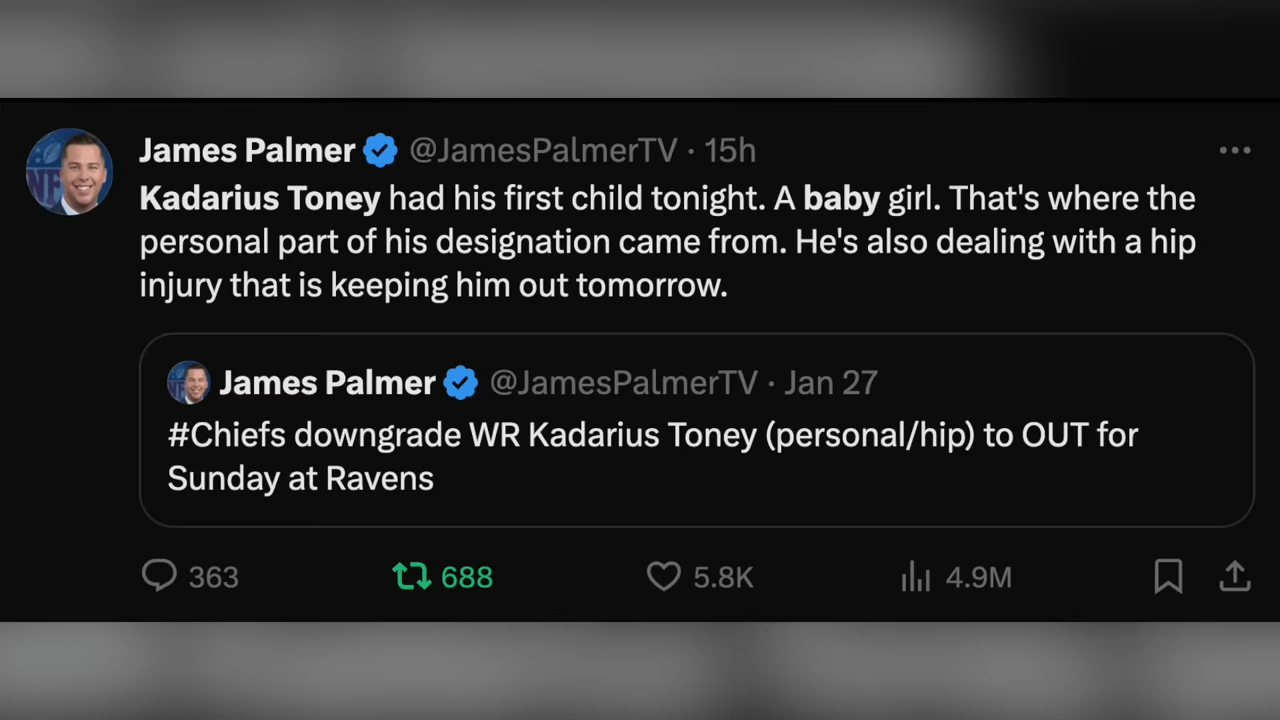 James Palmer @JamesPalmerTV · 15h
Kadarius Toney had his first child tonight. A baby girl. That's where the
personal part of his designation came from. He's also dealing with a hip
injury that is keeping him out tomorrow.
James Palmer @JamesPalmerTV · Jan 27
#Chiefs downgrade WR Kadarius Toney (personal/hip) to OUT for
Sunday at Ravens
363 688 5.8K 4.9M